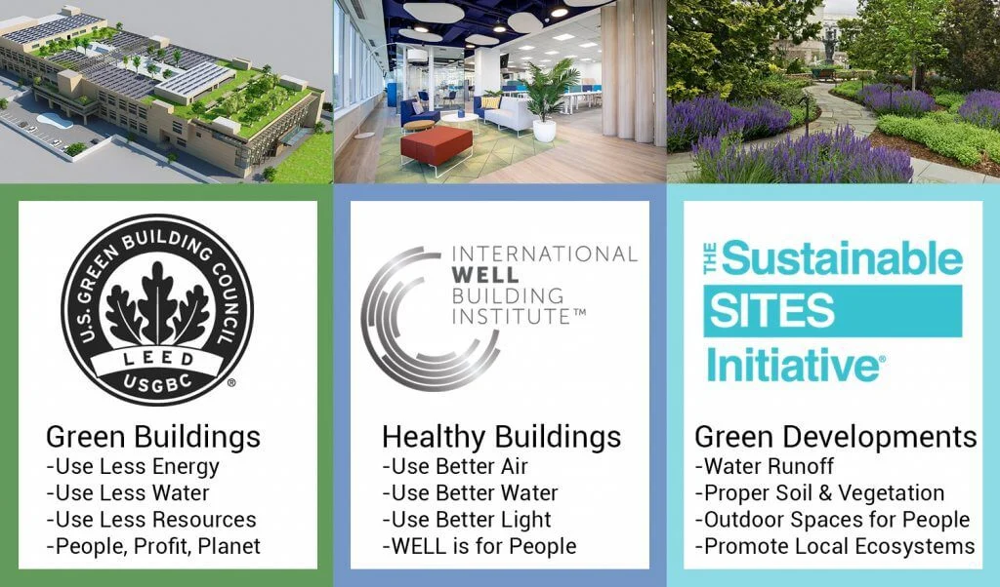 U.S. GREEN BUILDING COUNCIL
LEED
USGBC
®
Green Buildings
-Use Less Energy
-Use Less Water
-Use Less Resources
-People, Profit, Planet
INTERNATIONAL
WELL
BUILDING
INSTITUTE™
Healthy Buildings
-Use Better Air
-Use Better Water
-Use Better Light
-WELL is for People
THE Sustainable
SITES
Initiative®
Green Developments
-Water Runoff
-Proper Soil & Vegetation
-Outdoor Spaces for People
-Promote Local Ecosystems